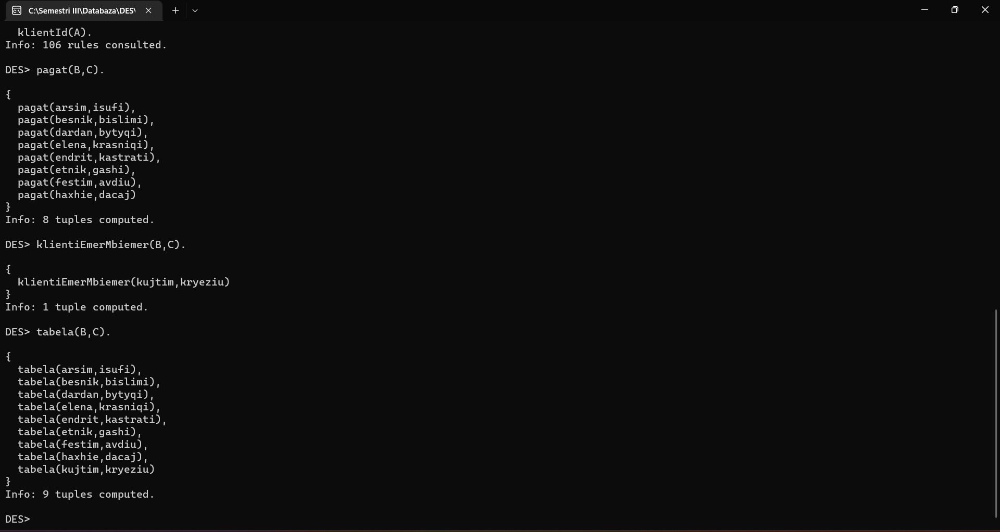 C:\Semestri III\Databaza\DES\
klientId(A).
Info: 106 rules consulted.
DES> pagat(B,C).
{
pagat(arsim,isufi),
pagat(besnik,bislimi),
pagat(dardan,bytyqi),
pagat(elena,krasniqi),
pagat(endrit,kastrati),
pagat(etnik,gashi),
pagat(festim,avdiu),
pagat(haxhie,dacaj)
}
Info: 8 tuples computed.
DES> klientiEmerMbiemer(B,C).
{
klientiEmerMbiemer(kujtim,kryeziu)
}
Info: 1 tuple computed.
DES> tabela(B,C).
{
tabela(arsim,isufi),
tabela(besnik,bislimi),
tabela(dardan,bytyqi),
tabela(elena,krasniqi),
tabela(endrit,kastrati),
tabela(etnik,gashi),
tabela(festim,avdiu),
tabela(haxhie,dacaj),
tabela(kujtim,kryeziu)
}
Info: 9 tuples computed.
DES>